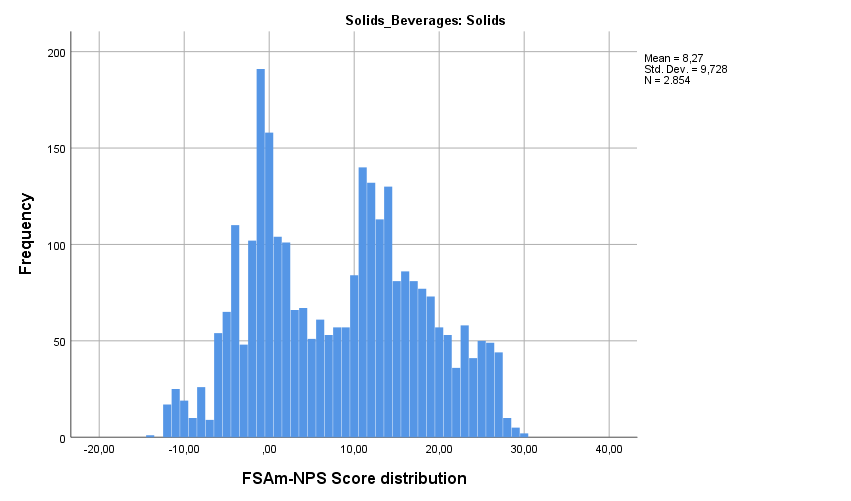 Solids_Beverages: Solids
Mean = 8,27
Std. Dev. = 9,728
N = 2.854
200
150
100
50
0
Frequency
-20,00
-10,00
,00
10,00
20,00
30,00
40,00
FSAm-NPS Score distribution